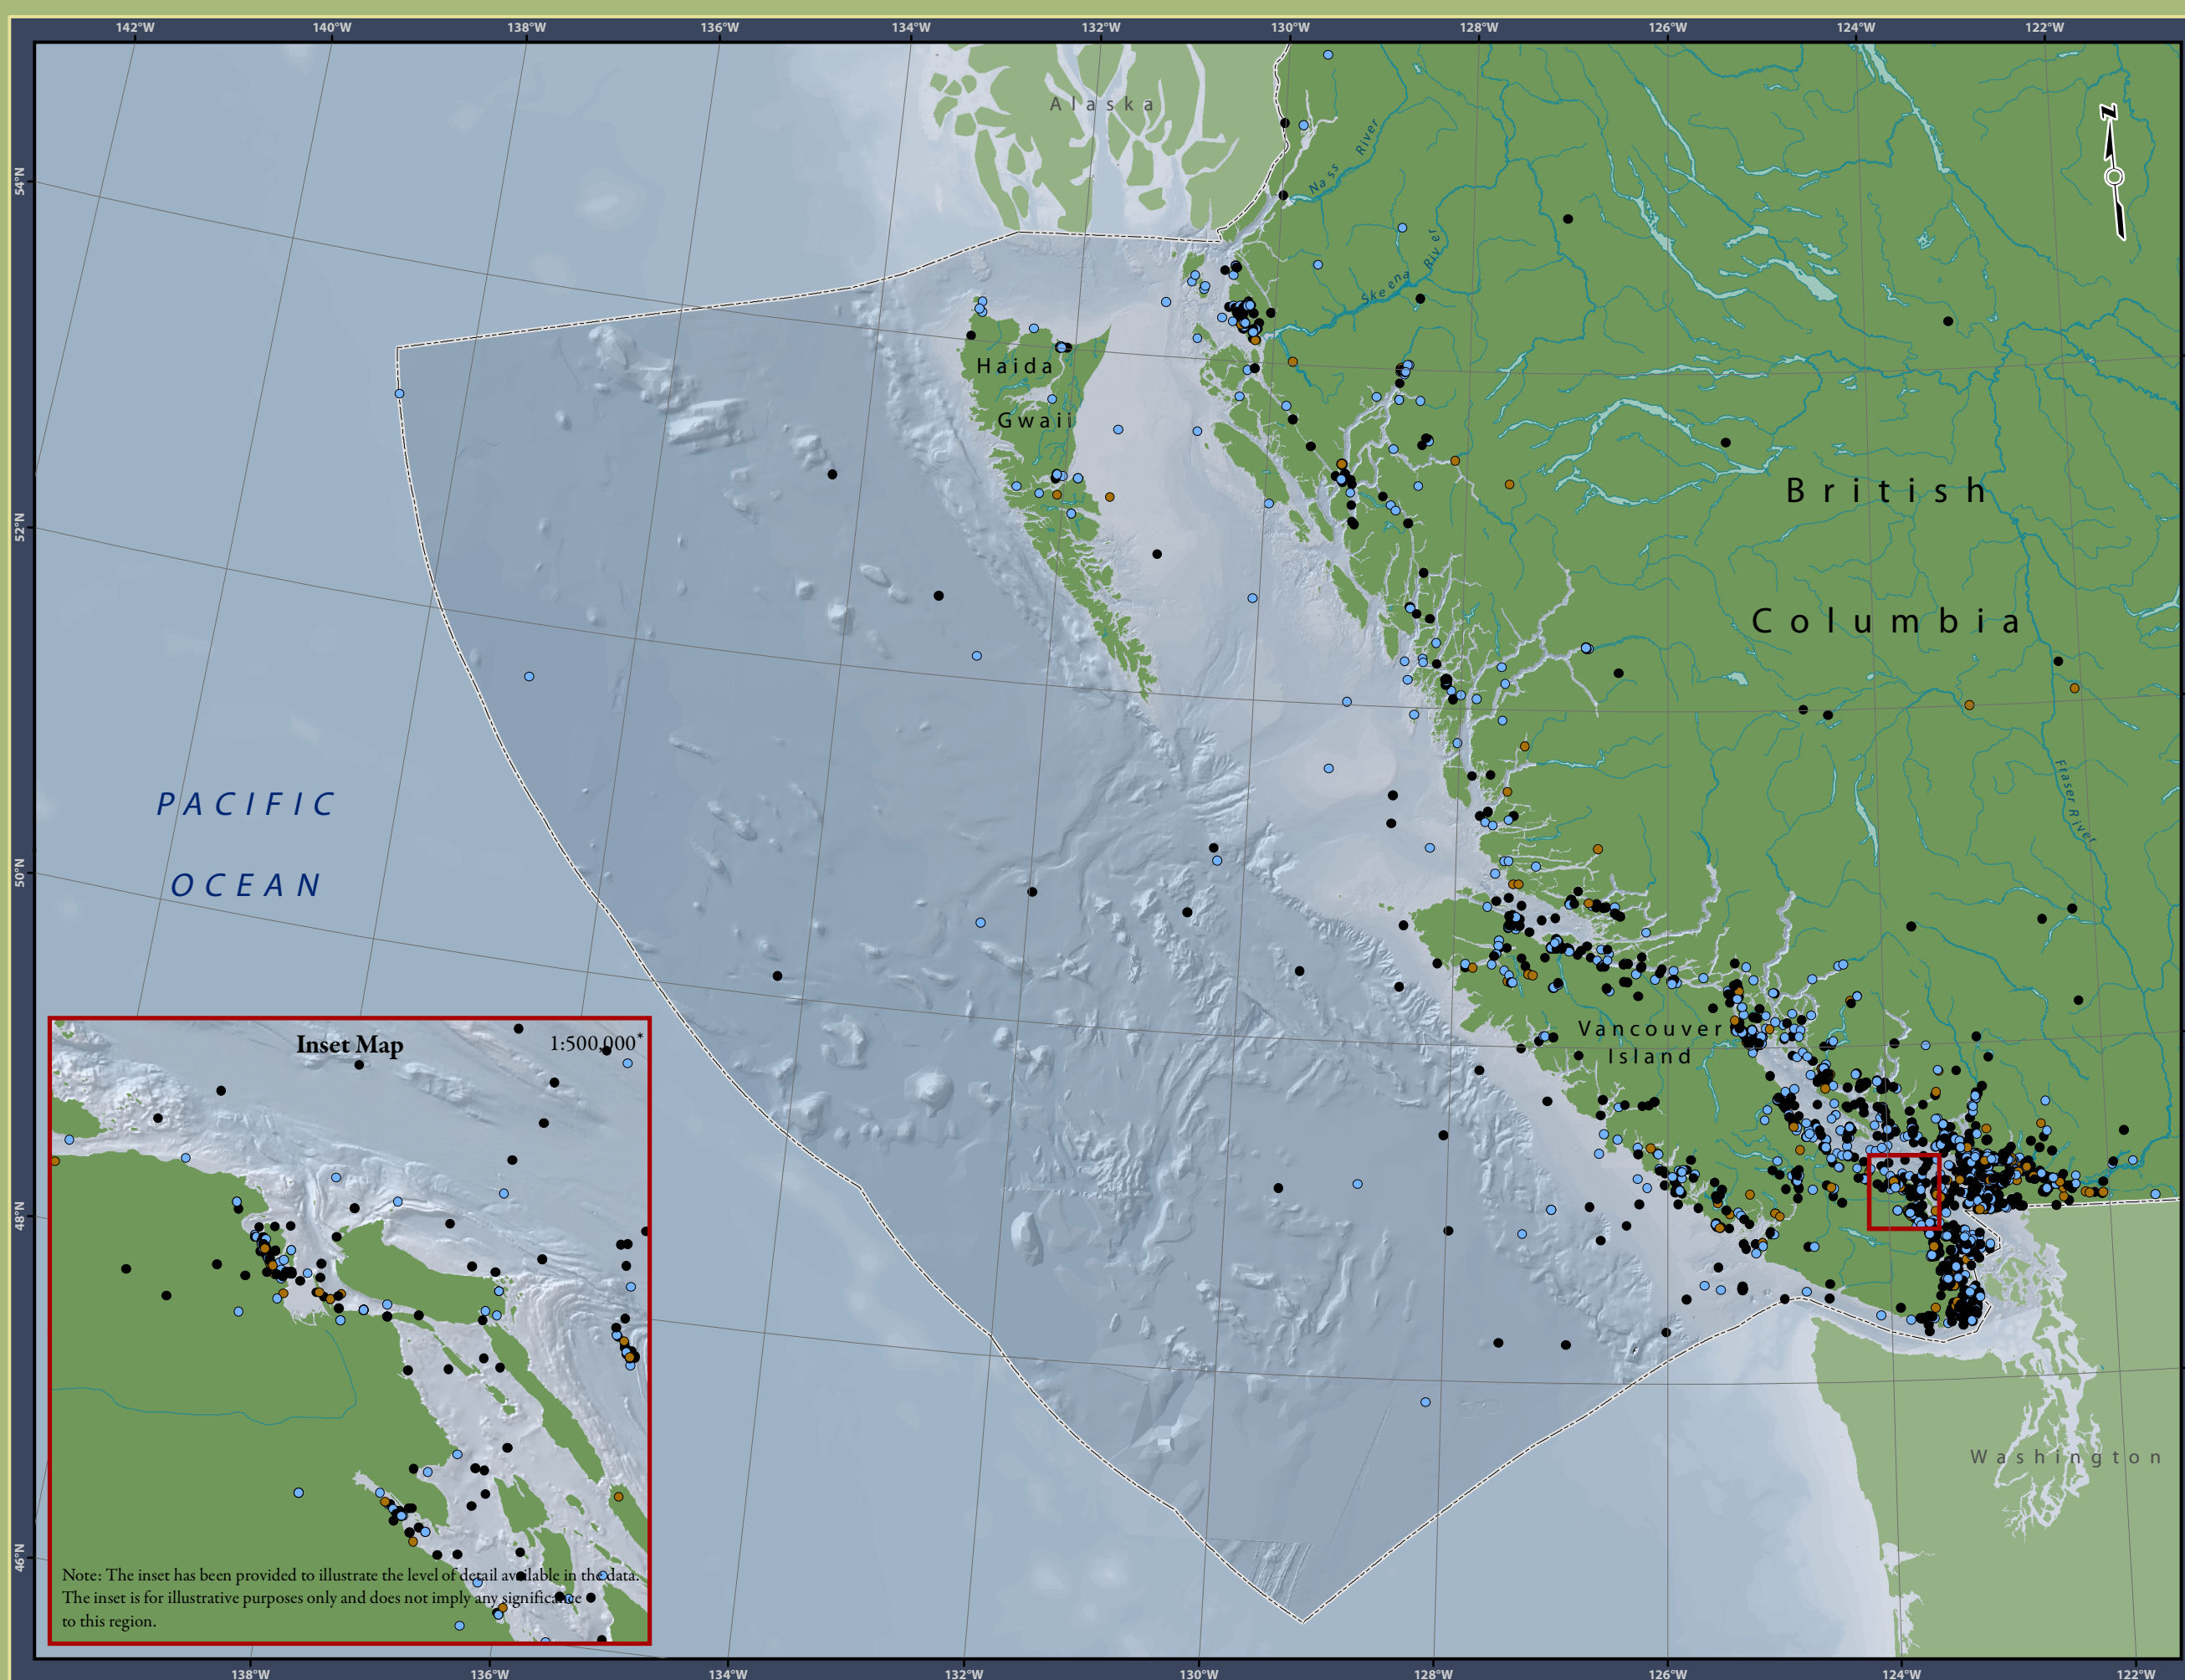 142°W 140°W 138°W 136°W 134°W 132°W 130°W 128°W 126°W 124°W 122°W
Alaska
N
Nass River
54°N
Skeena River
Haida
Gwaii
British
52°N
Columbia
Fraser River
PACIFIC
50°N
OCEAN
Vancouver
Island
Inset Map 1:500,000*
48°N
Washington
46°N
Note: The inset has been provided to illustrate the level of detail available in the data.
The inset is for illustrative purposes only and does not imply any significance
to this region.
138°W 136°W 134°W 132°W 130°W 128°W 126°W 124°W 122°W